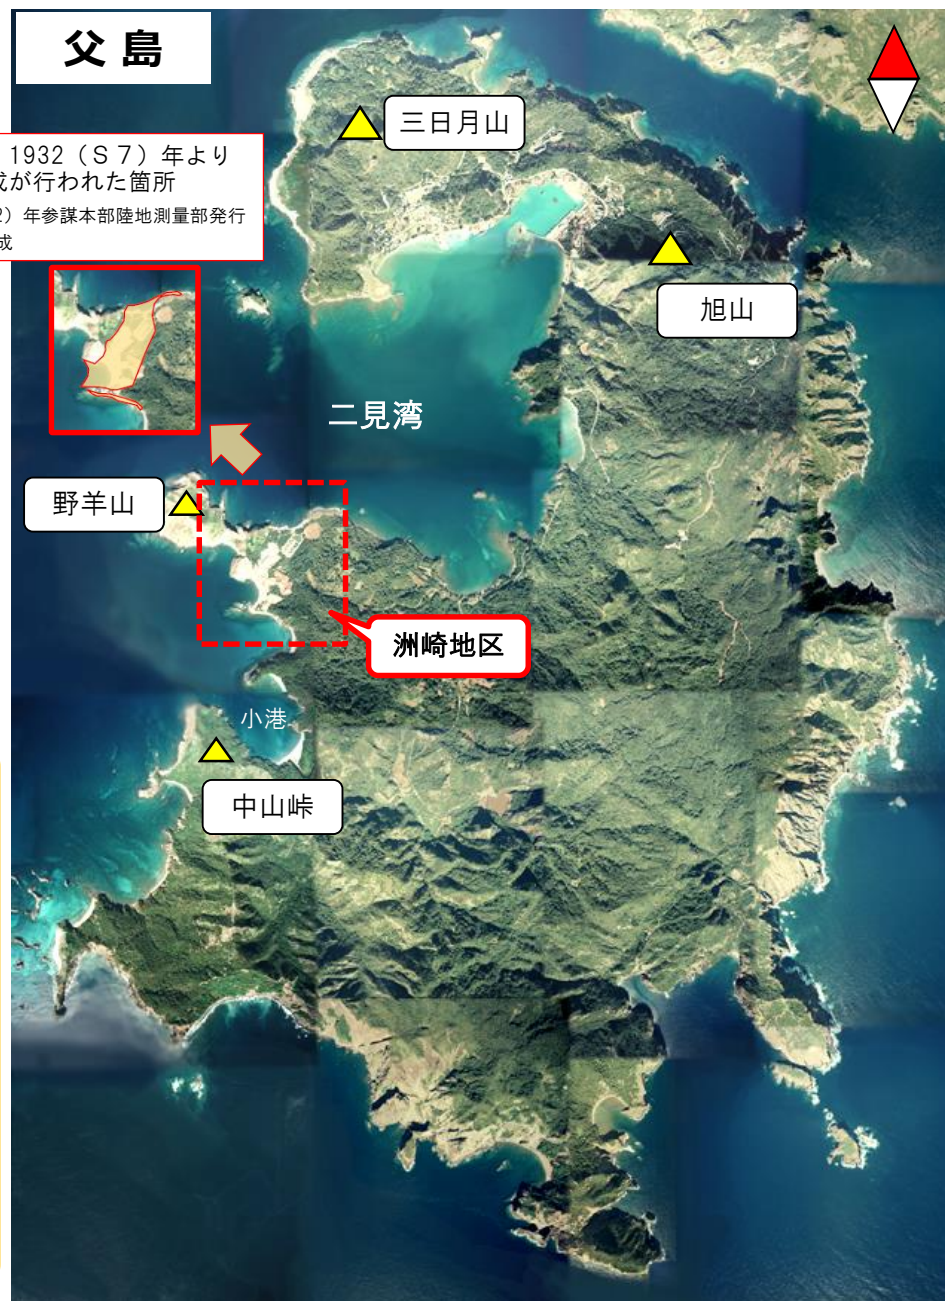 父島
三日月山
1932（Ｓ７）年より
成が行われた箇所
2）年参謀本部陸地測量部発行
成
旭山
二見湾
野羊山
洲崎地区
小港
中山峠